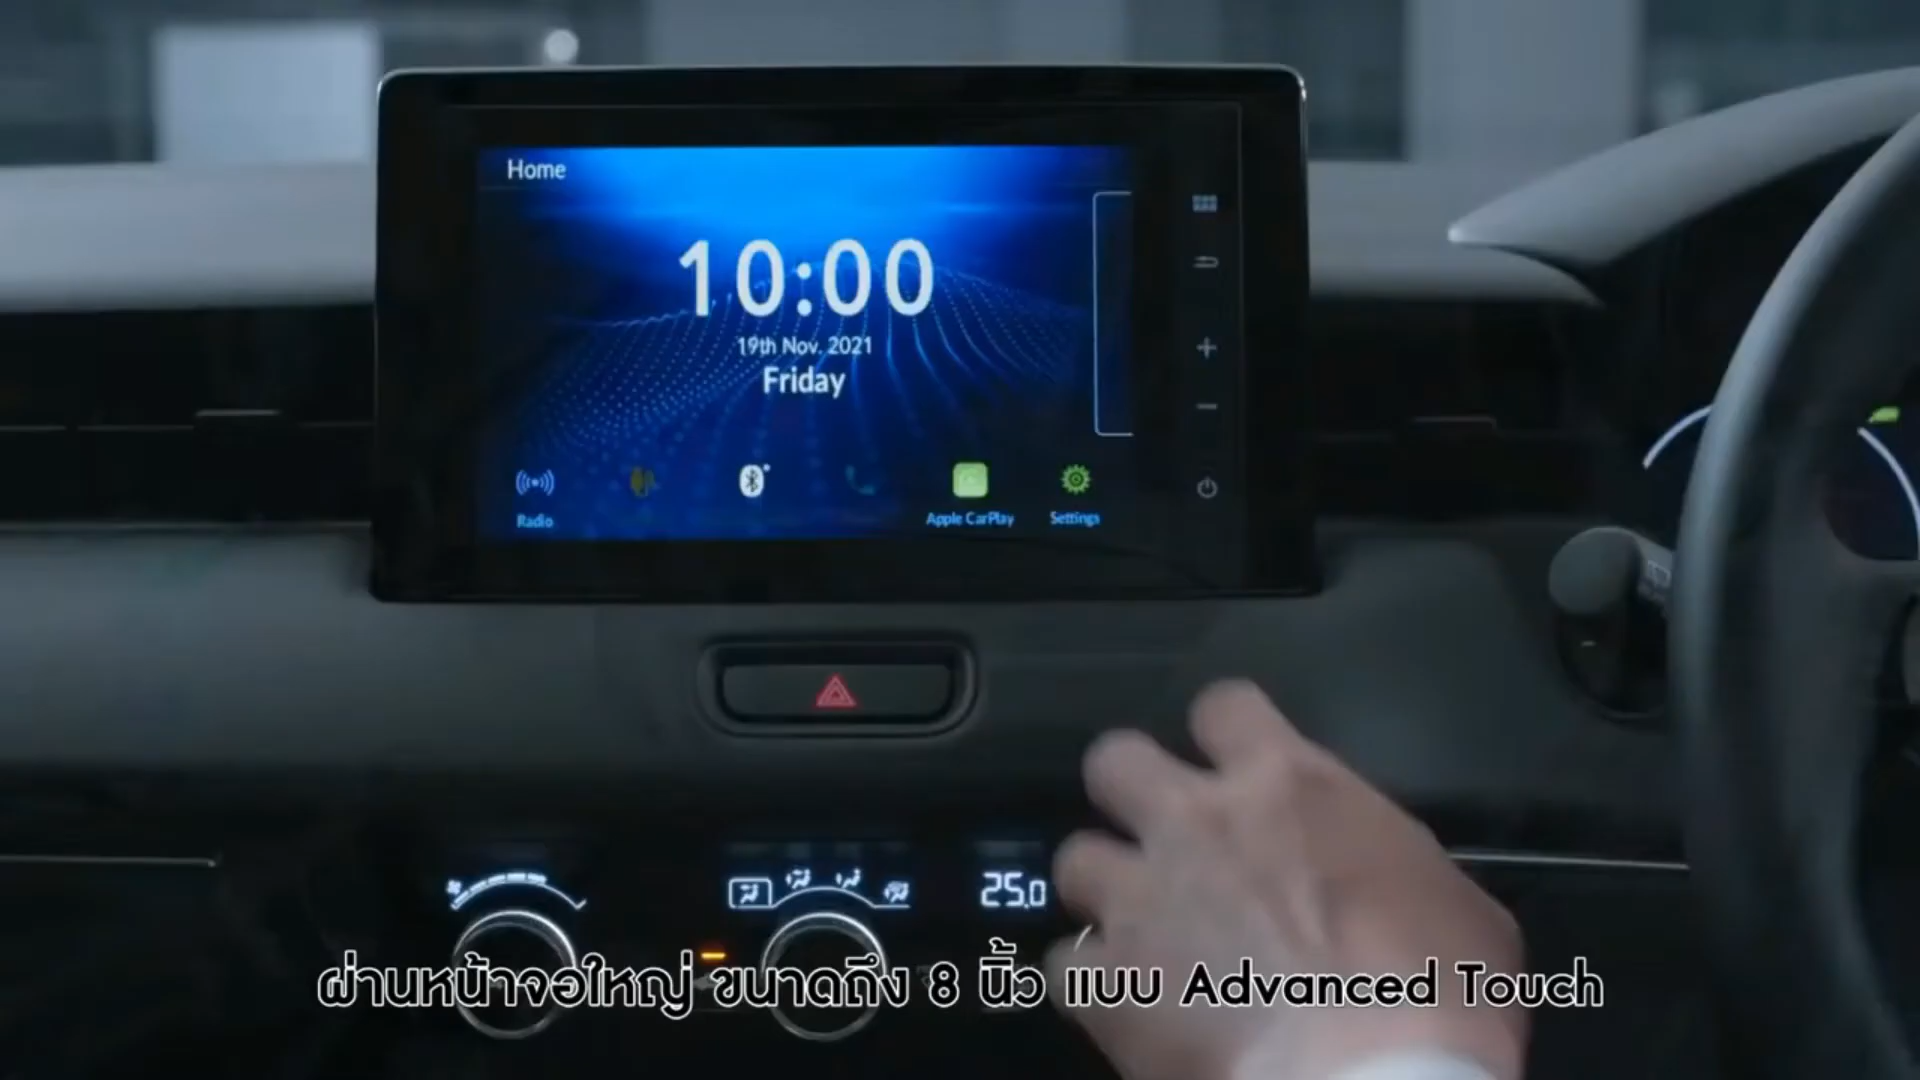 Home
10:00
19th Nov. 2021
Friday
Radio
Apple CarPlay
Settings
25.0
ผ่านหน้าจอใหญ่ ขนาดถึง 8 นิ้ว แบบ Advanced Touch